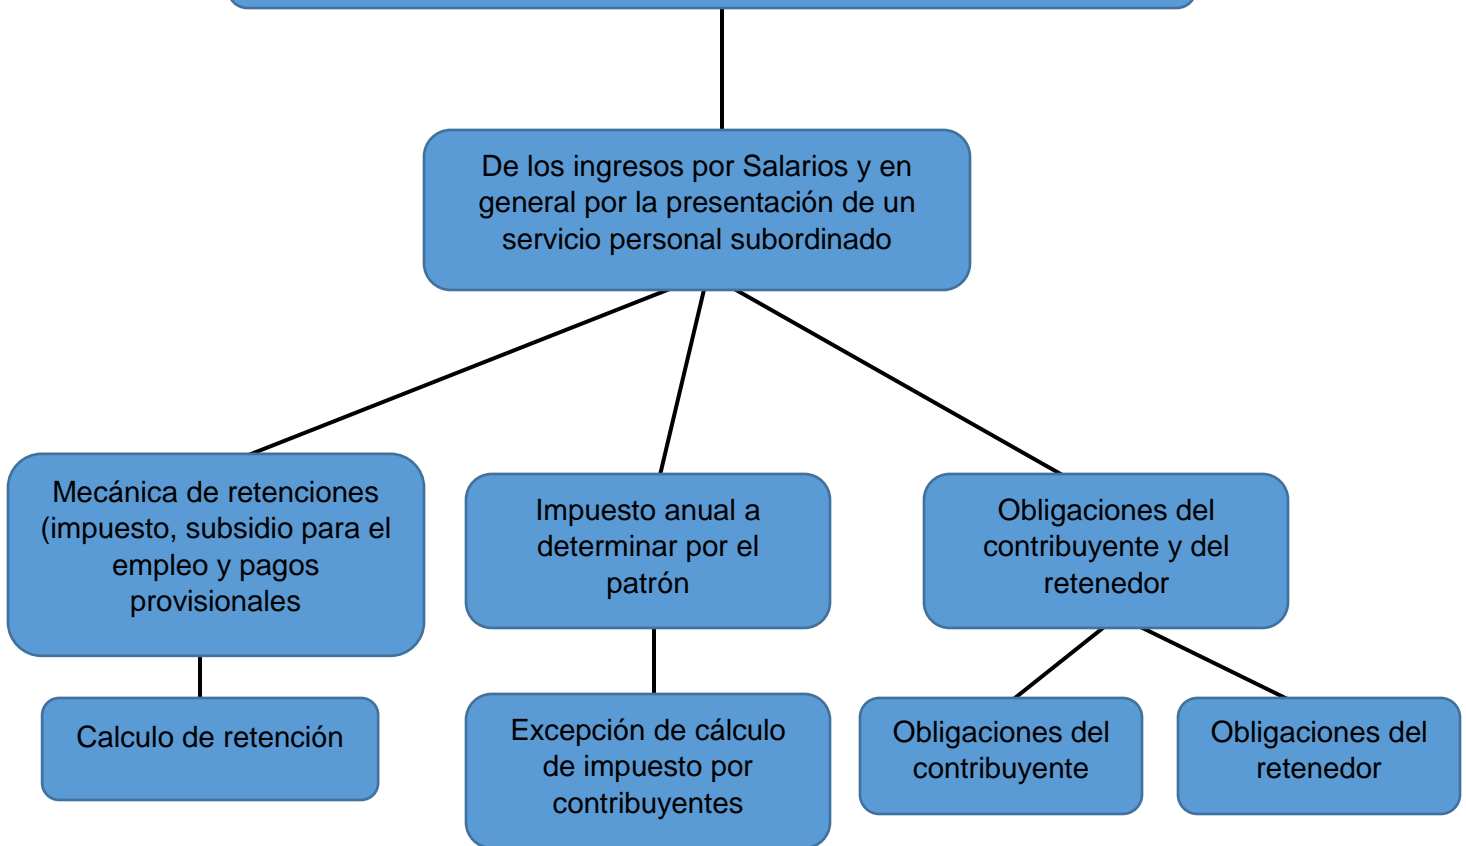 De los ingresos por Salarios y en
general por la presentación de un
servicio personal subordinado
Mecánica de retenciones
(impuesto, subsidio para el
empleo y pagos
provisionales
Impuesto anual a
determinar por el
patrón
Obligaciones del
contribuyente y del
retenedor
Calculo de retención
Excepción de cálculo
de impuesto por
contribuyentes
Obligaciones del
contribuyente
Obligaciones del
retenedor